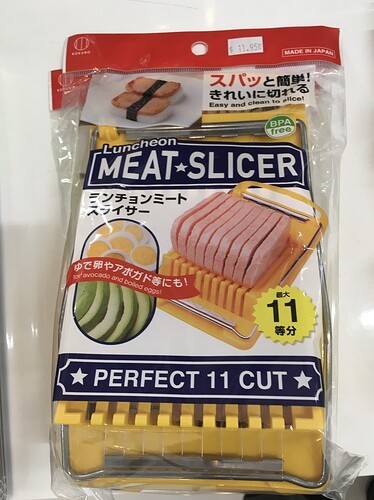 KOKUBO
$ 11.95
MADE IN JAPAN
スパッと簡単!
きれいに切れる
Easy and clean to slice!
BPA
free
Luncheon
MEAT★SLICER
ランチョンミート
スライサー
ゆで卵やアボガド等にも!
for avocado and boiled eggs!
最大
11
等分
★ PERFECT 11 CUT ★